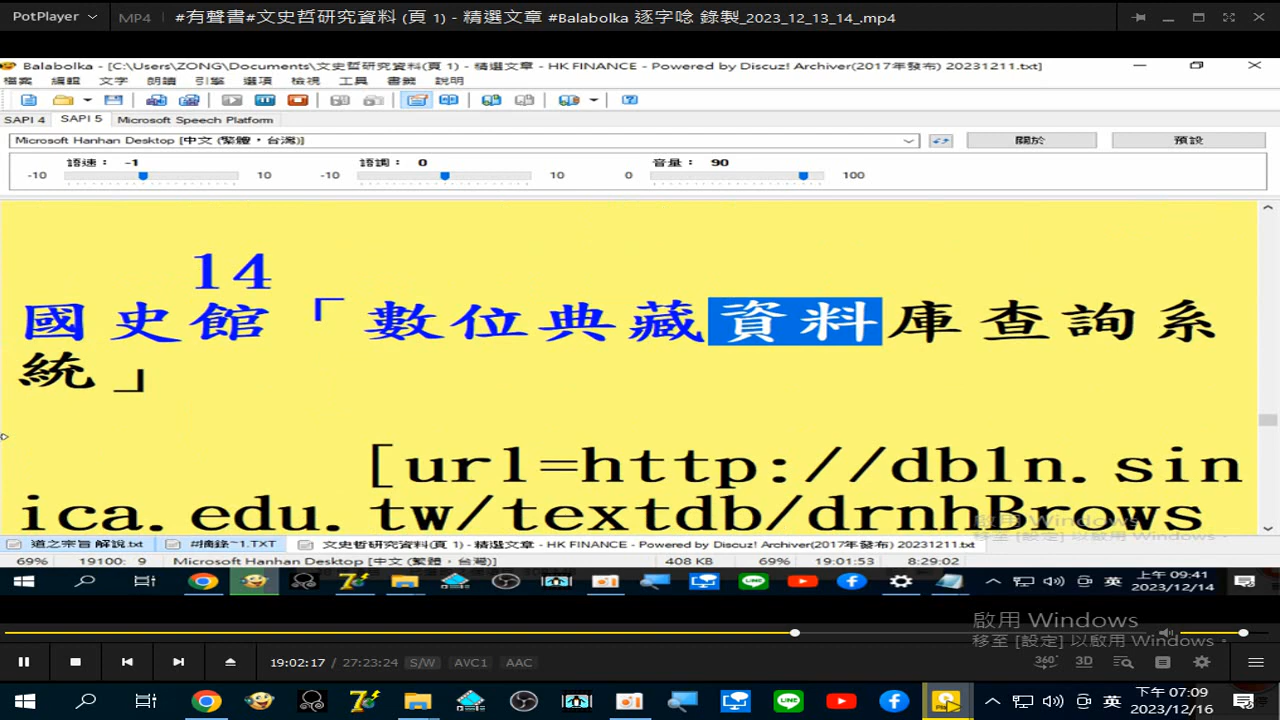 PotPlayer MP4 #有聲書#文史哲研究資料 (頁 1) - 精選文章 #Balabolka 逐字唸 錄製_2023_12_13_14_.mp4
Balabolka - [C:\Users\ZONG\Documents\文史哲研究資料(頁 1) - 精選文章 - HK FINANCE - Powered by Discuz! Archiver(2017年發布) 20231211.txt]
檔案 編輯 文字 朗讀 引擎 選項 檢視 工具 書籤 說明
SAPI 4 SAPI 5 Microsoft Speech Platform
Microsoft Hanhan Desktop [中文 (繁體，台灣)] 關於 預設
語速： -1 語調： 0 音量： 90
-10 10 -10 10 0 100
14
國史館「數位典藏資料庫查詢系
統」
[url=http://db1n.sin
ica.edu.tw/textdb/drnhBrows
啟用 Windows
移至 [設定] 以啟用 Windows。
道之宗旨 解說.txt #摘錄~1.TXT 文史哲研究資料(頁 1) - 精選文章 - HK FINANCE - Powered by Discuz! Archiver(2017年發布) 20231211.txt
69% 19100: 9 Microsoft Hanhan Desktop [中文 (繁體，台灣)] 408 KB 69% 19:01:53 8:29:02
英 上午 09:41
2023/12/14
啟用 Windows
移至 [設定] 以啟用 Windows。
19:02:17 / 27:23:24 S/W AVC1 AAC 360° 3D
英 下午 07:09
2023/12/16